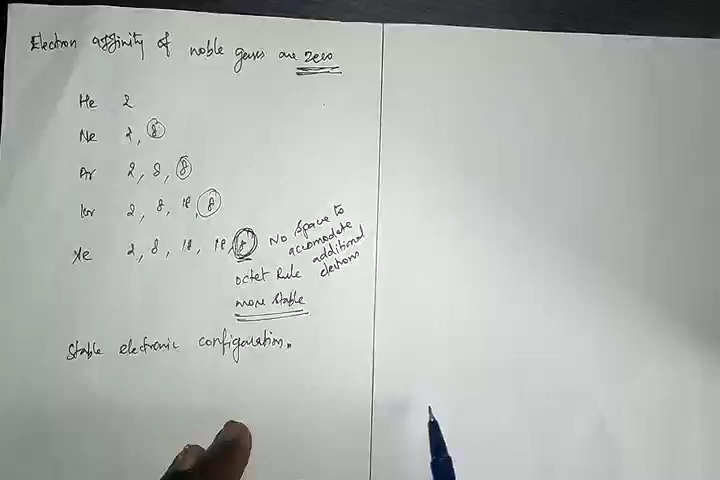 Electron affinity of noble gases are zero
He 2
Ne 2, 8
Ar 2, 8, 8
Kr 2, 8, 18, 8
Xe 2, 8, 18, 18, 8
No space to
accomodate
additional
electrons
octet Rule
more stable
Stable electronic configuration.